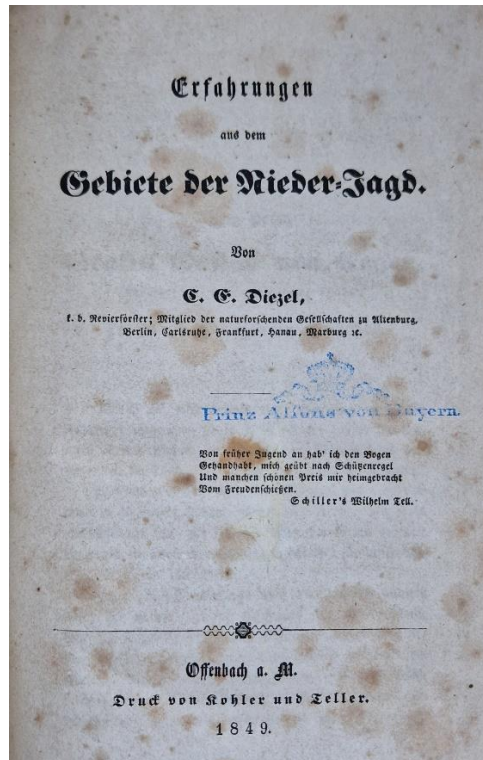 Erfahrungen
aus dem
Gebiete der Nieder-Jagd.
Von
C. E. Diezel,
k. b. Revierförster; Mitglied der naturforschenden Gesellschaften zu Altenburg,
Berlin, Carlsruhe, Frankfurt, Hanau, Marburg ꝛc.
Prinz Alfons von Bayern.
Von früher Jugend an hab' ich den Bogen
Gehandhabt, mich geübt nach Schützenregel
Und manchen schönen Preis mir heimgebracht
Vom Freudenschießen.
Schiller's Wilhelm Tell.
Offenbach a. M.
Druck von Kohler und Teller.
1849.